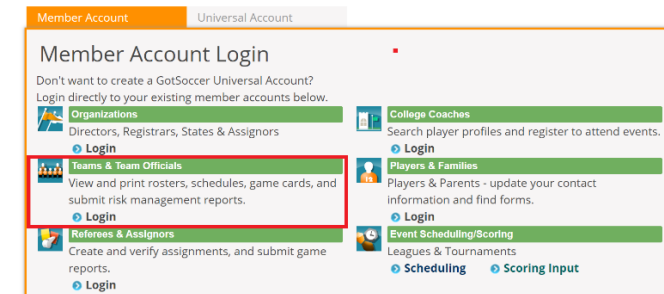 Member Account
Universal Account
Member Account Login
Don't want to create a GotSoccer Universal Account?
Login directly to your existing member accounts below.
Organizations
Directors, Registrars, States & Assignors
Login
Teams & Team Officials
View and print rosters, schedules, game cards, and
submit risk management reports.
Login
Referees & Assignors
Create and verify assignments, and submit game
reports.
Login
College Coaches
Search player profiles and register to attend events.
Login
Players & Families
Players & Parents - update your contact
information and find forms.
Login
Event Scheduling/Scoring
Leagues & Tournaments
Scheduling Scoring Input